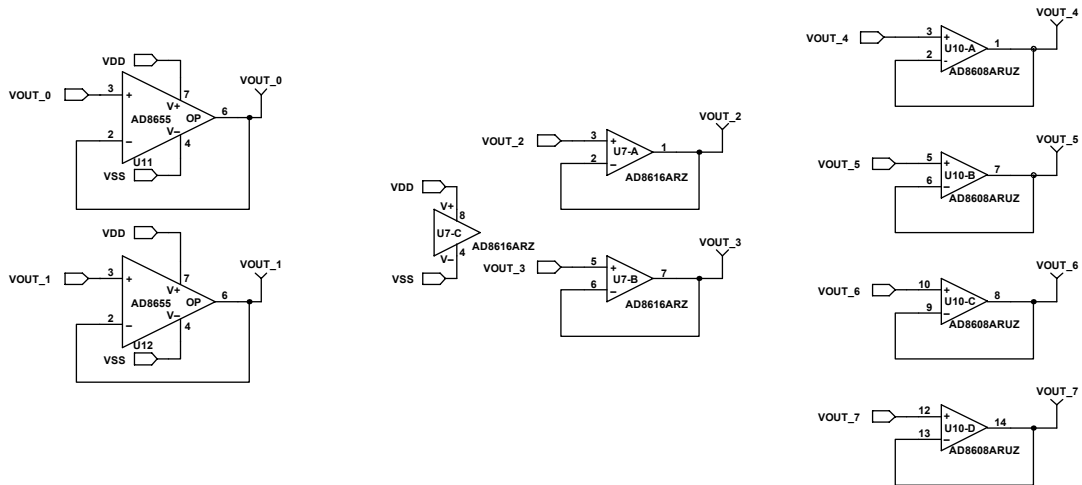 VDD
VOUT_0
3
+
7
V+
AD8655
OP
6
VOUT_0
V−
2
−
4
U11
VSS
VDD
VOUT_1
3
+
7
V+
AD8655
OP
6
VOUT_1
V−
2
−
4
U12
VSS
VDD
V+
8
U7-C
AD8616ARZ
V−
4
VSS
VOUT_2
3
+
U7-A
1
VOUT_2
2
−
AD8616ARZ
VOUT_3
5
+
U7-B
7
VOUT_3
6
−
AD8616ARZ
VOUT_4
3
+
U10-A
1
VOUT_4
2
-
AD8608ARUZ
VOUT_5
5
+
U10-B
7
VOUT_5
6
−
AD8608ARUZ
VOUT_6
10
+
U10-C
8
VOUT_6
9
−
AD8608ARUZ
VOUT_7
12
+
U10-D
14
VOUT_7
13
−
AD8608ARUZ